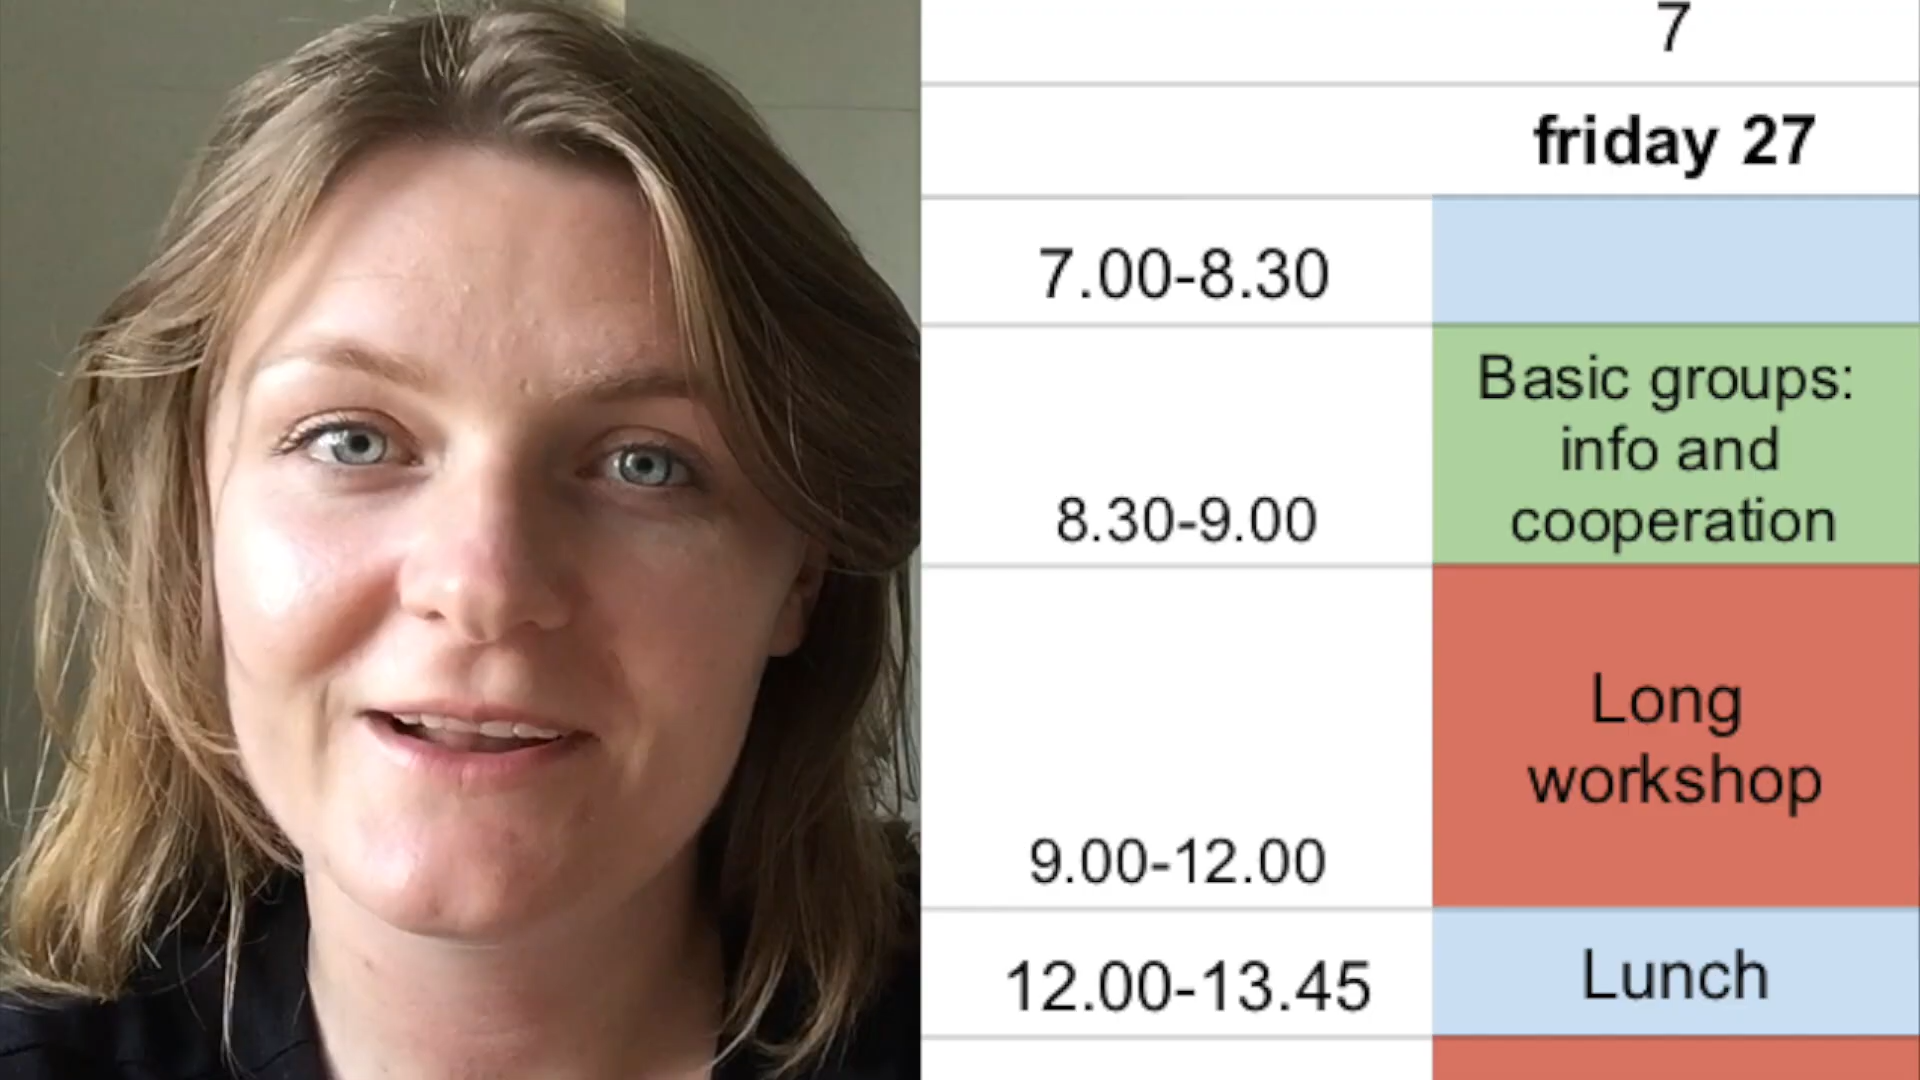 7
friday 27
7.00-8.30
Basic groups:
info and
cooperation
8.30-9.00
Long
workshop
9.00-12.00
12.00-13.45 Lunch